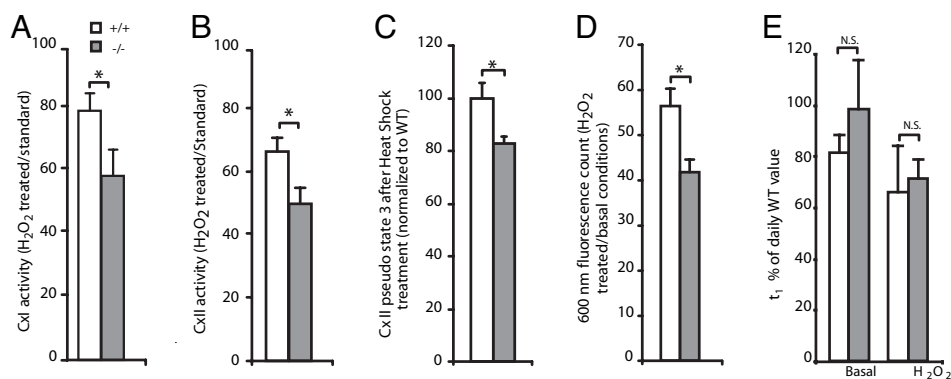 A
+/+
-/-
CxI activity (H2O2 treated/standard)
100
80
60
40
20
0
*
B
CxII activity (H2O2 treated/Standard)
100
80
60
40
20
0
*
C
Cx II pseudo state 3 after Heat Shock
treatment (normalized to WT)
120
100
80
60
40
20
0
*
D
600 nm fluorescence count (H2O2
treated/basal conditions)
70
60
50
40
30
20
10
0
*
E
t1 % of daily WT value
120
100
80
60
40
20
0
N.S.
N.S.
Basal
H2O2